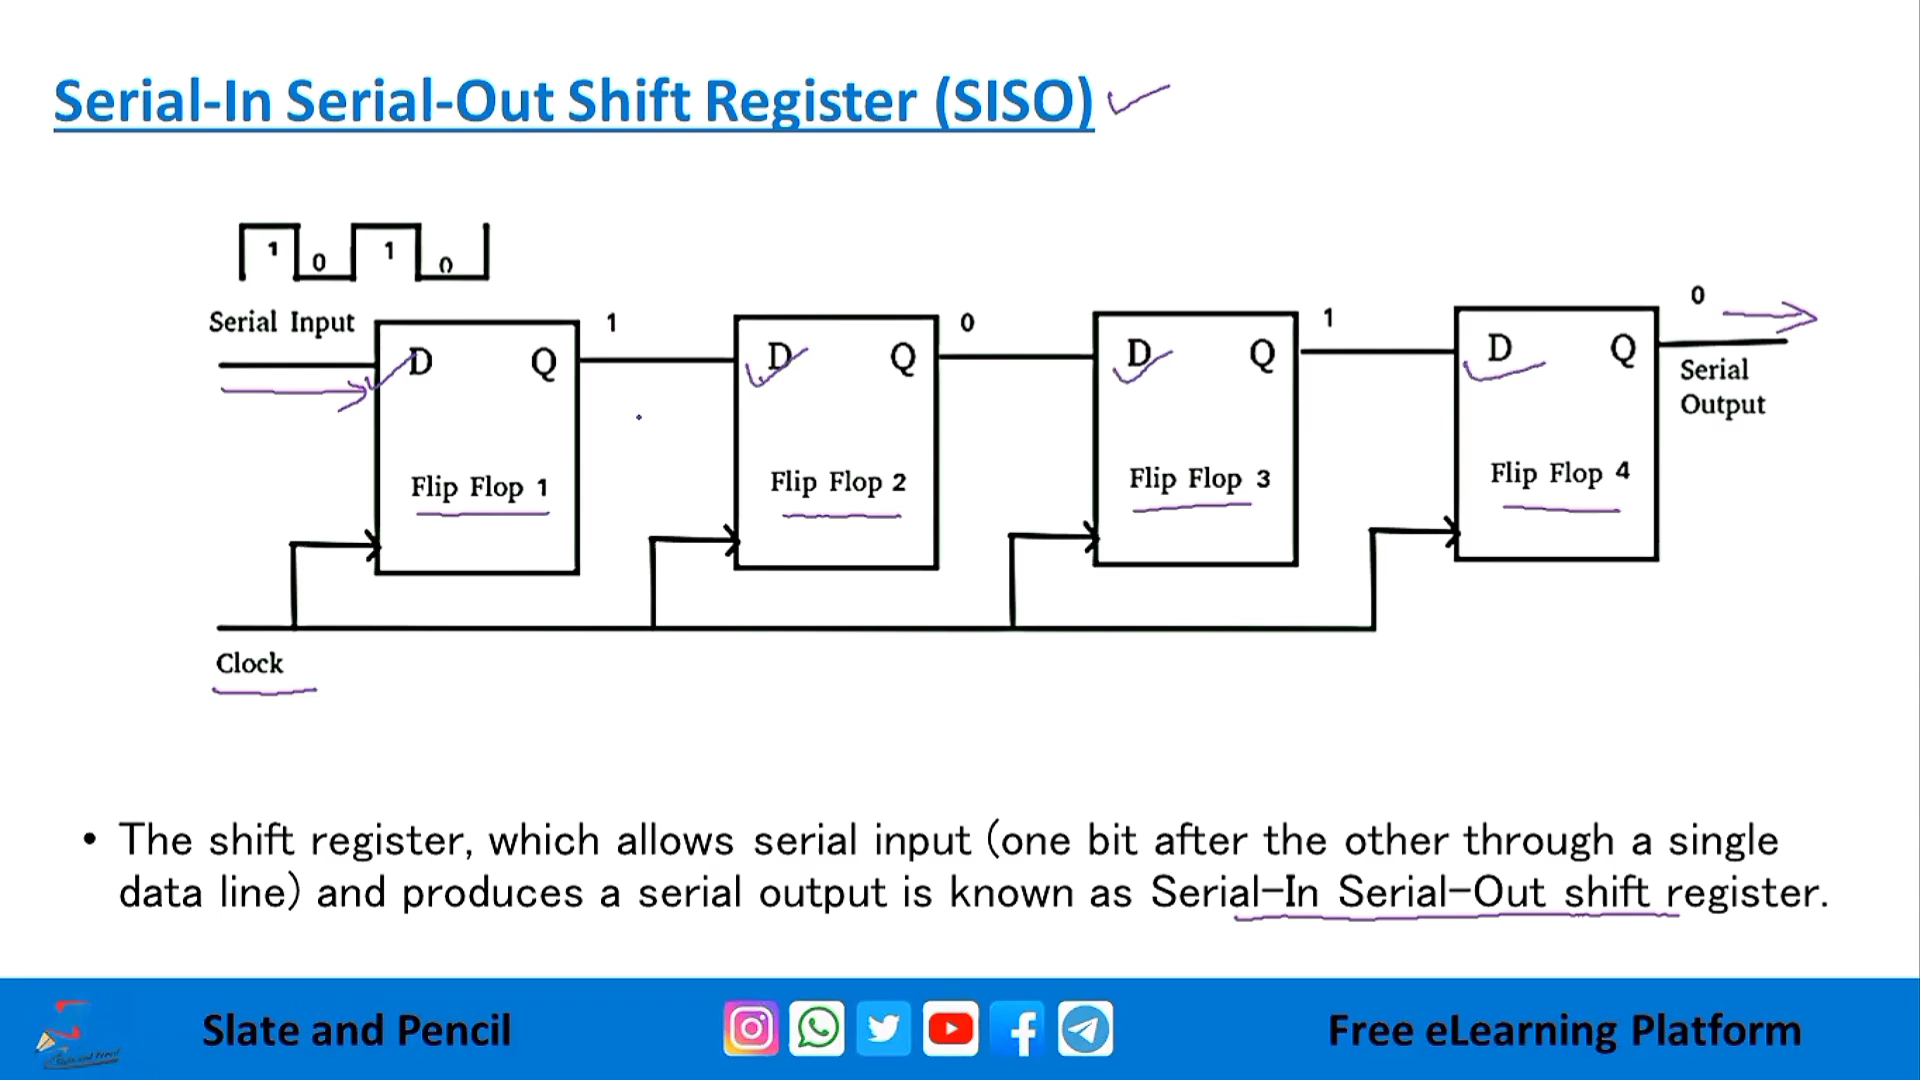 Serial-In Serial-Out Shift Register (SISO)
1 0 1 0
Serial Input
D Q
Flip Flop 1
1
D Q
Flip Flop 2
0
D Q
Flip Flop 3
1
D Q
Flip Flop 4
0
Serial
Output
Clock
• The shift register, which allows serial input (one bit after the other through a single
data line) and produces a serial output is known as Serial-In Serial-Out shift register.
Slate and Pencil
Slate and Pencil
Free eLearning Platform